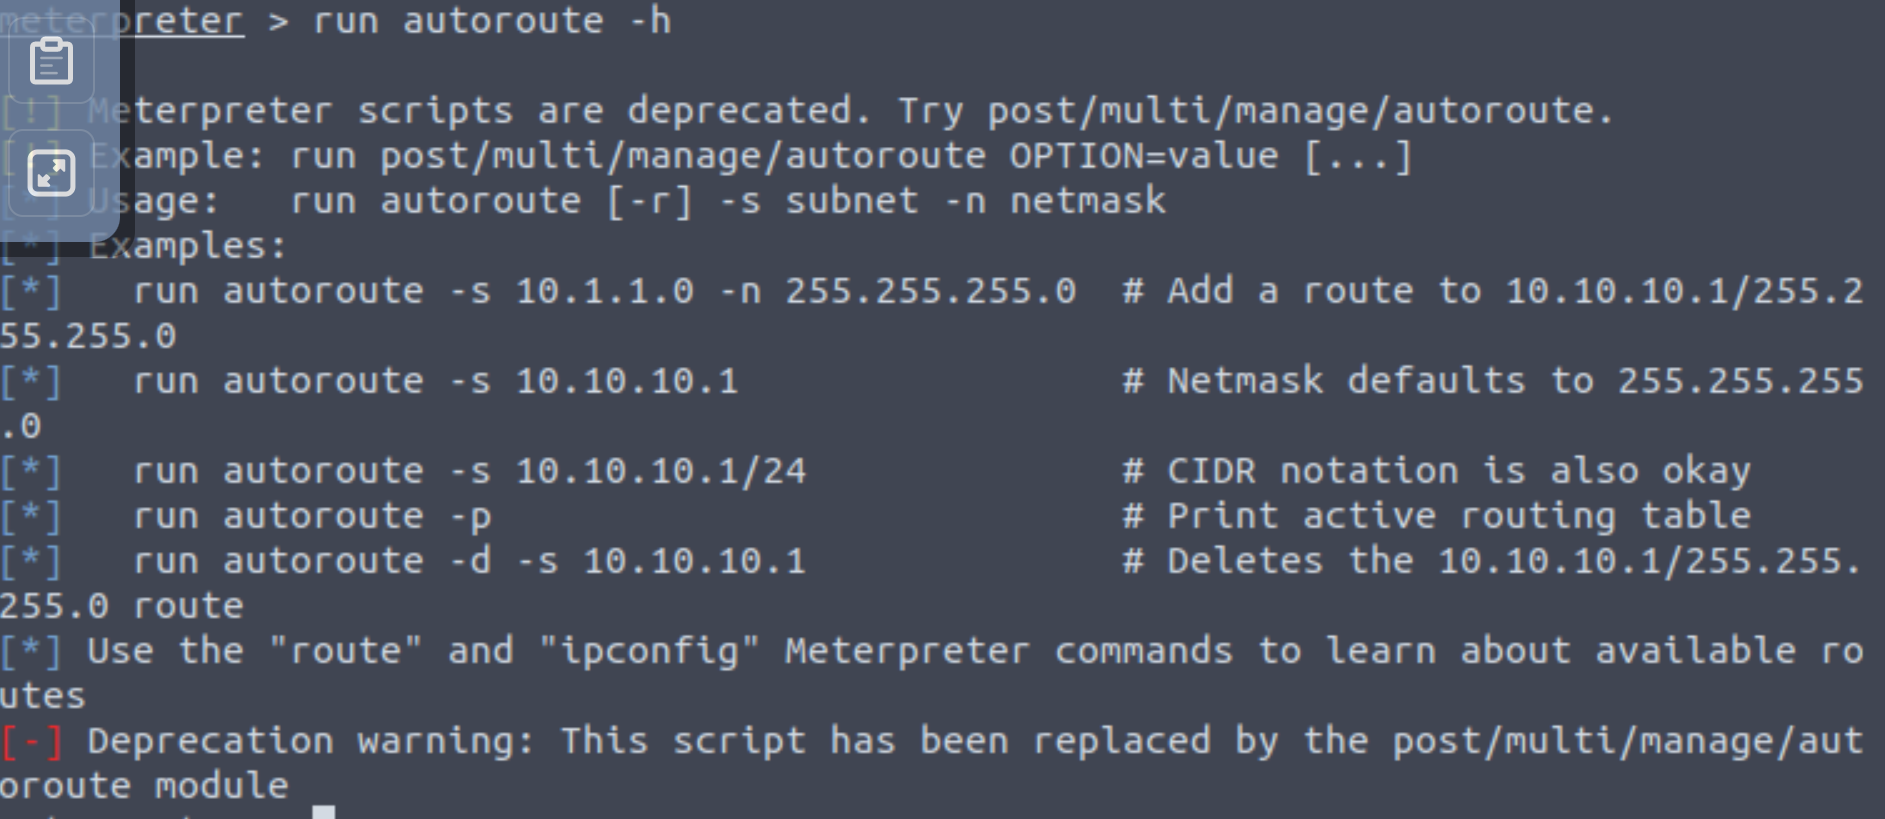 meterpreter > run autoroute -h
[!] Meterpreter scripts are deprecated. Try post/multi/manage/autoroute.
[!] Example: run post/multi/manage/autoroute OPTION=value [...]
[*] Usage:   run autoroute [-r] -s subnet -n netmask
[*] Examples:
[*]   run autoroute -s 10.1.1.0 -n 255.255.255.0  # Add a route to 10.10.10.1/255.2
55.255.0
[*]   run autoroute -s 10.10.10.1                 # Netmask defaults to 255.255.255
.0
[*]   run autoroute -s 10.10.10.1/24              # CIDR notation is also okay
[*]   run autoroute -p                            # Print active routing table
[*]   run autoroute -d -s 10.10.10.1              # Deletes the 10.10.10.1/255.255.
255.0 route
[*] Use the "route" and "ipconfig" Meterpreter commands to learn about available ro
utes
[-] Deprecation warning: This script has been replaced by the post/multi/manage/aut
oroute module